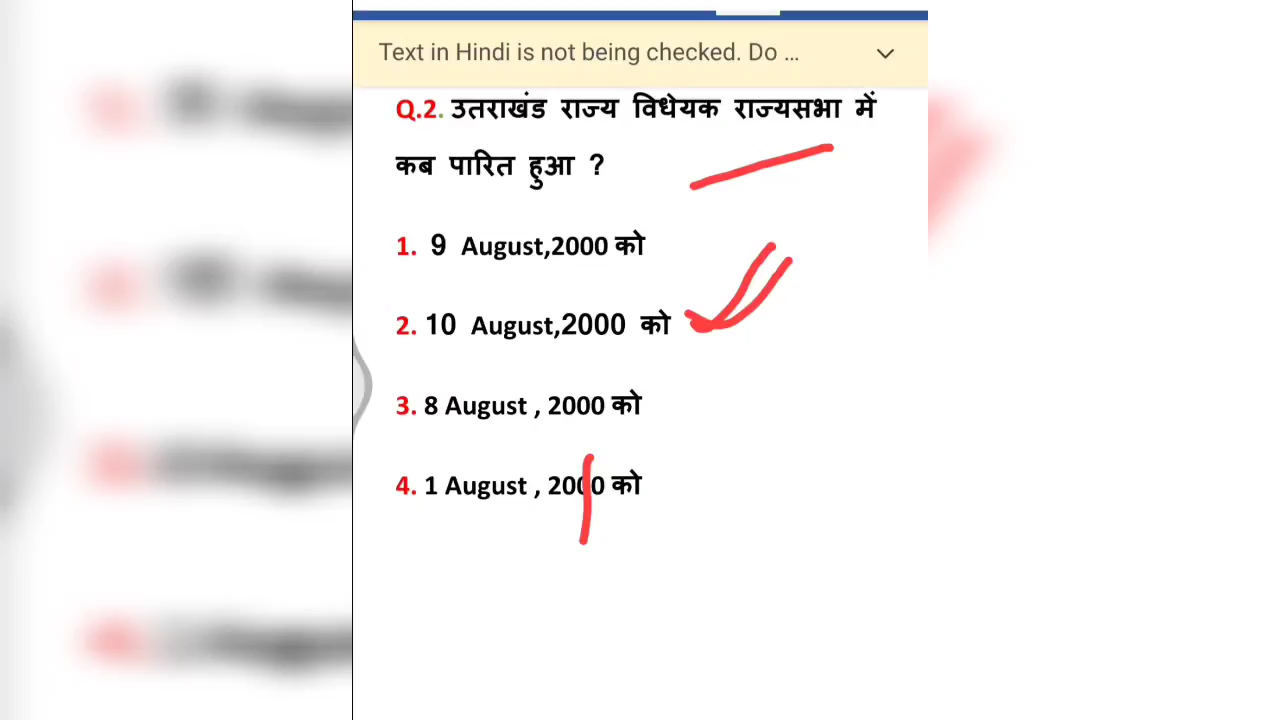 Text in Hindi is not being checked. Do ...
Q.2. उतराखंड राज्य विधेयक राज्यसभा में
कब पारित हुआ ?
1. 9 August,2000 को
2. 10 August,2000 को
3. 8 August , 2000 को
4. 1 August , 2000 को